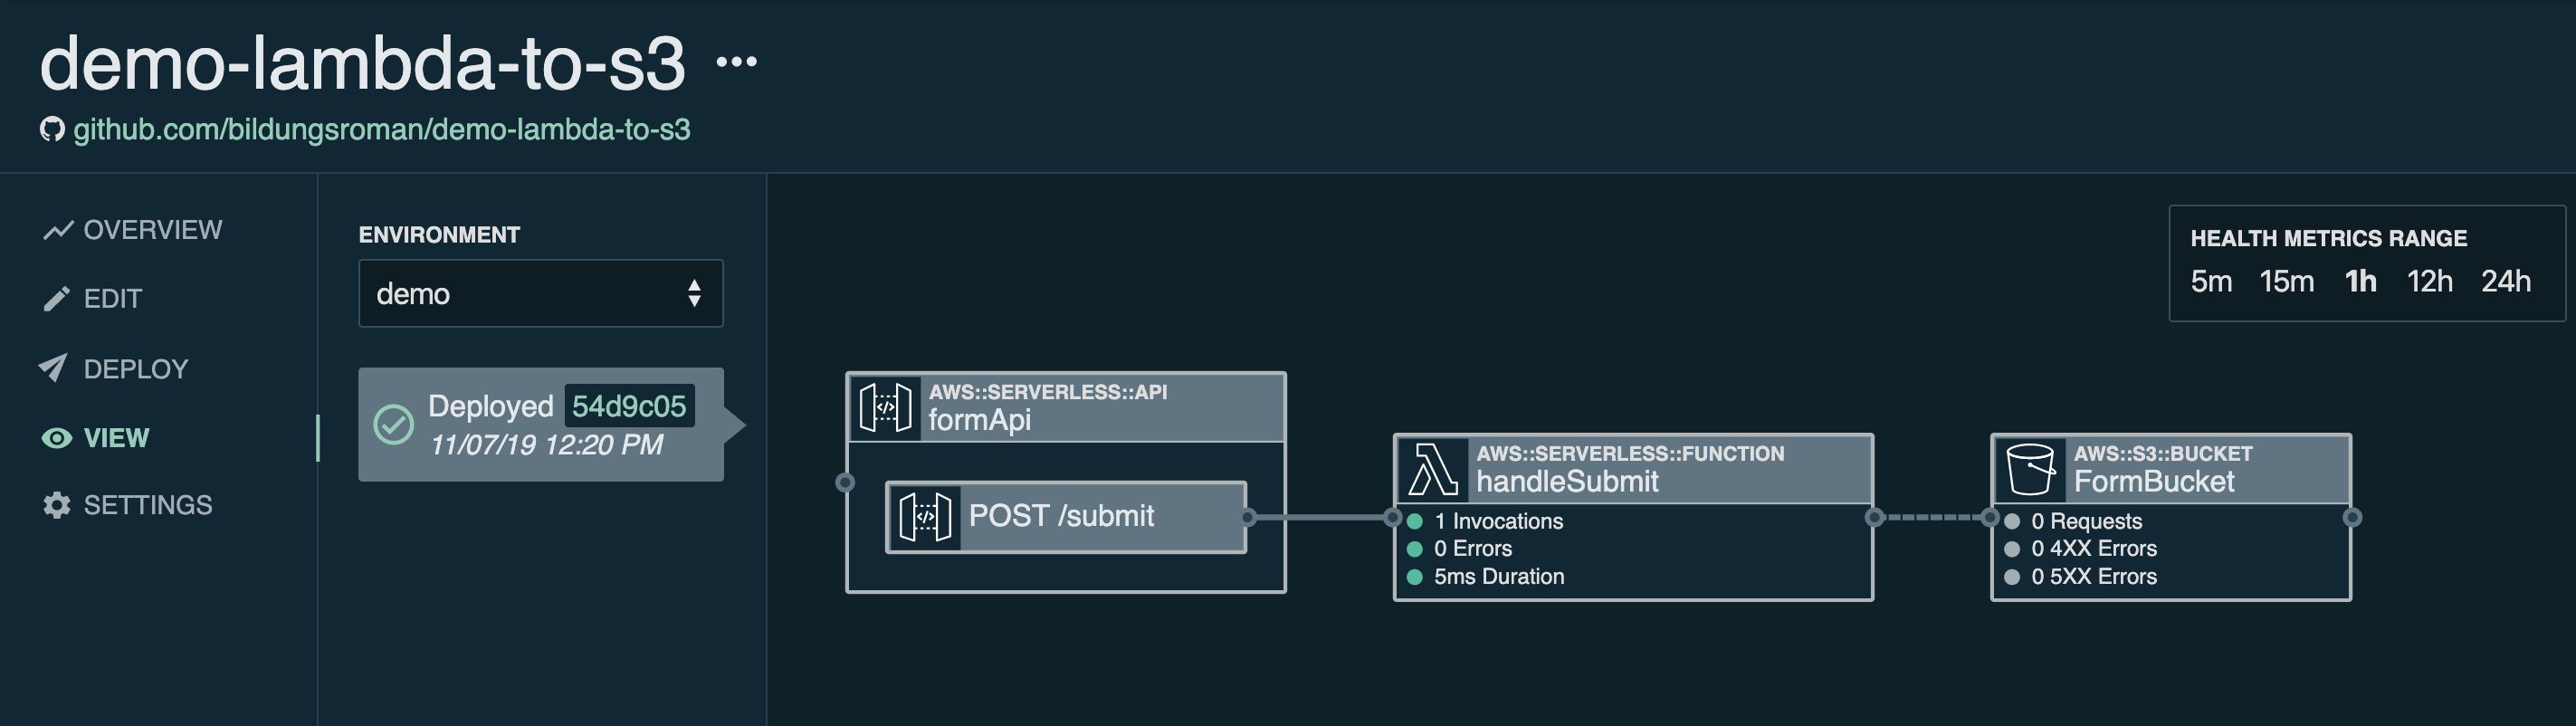 demo-lambda-to-s3 ...
github.com/bildungsroman/demo-lambda-to-s3
OVERVIEW
EDIT
DEPLOY
VIEW
SETTINGS
ENVIRONMENT
demo
Deployed 54d9c05
11/07/19 12:20 PM
HEALTH METRICS RANGE
5m 15m 1h 12h 24h
AWS::SERVERLESS::API
formApi
</>
POST /submit
</>
AWS::SERVERLESS::FUNCTION
handleSubmit
1 Invocations
0 Errors
5ms Duration
AWS::S3::BUCKET
FormBucket
0 Requests
0 4XX Errors
0 5XX Errors